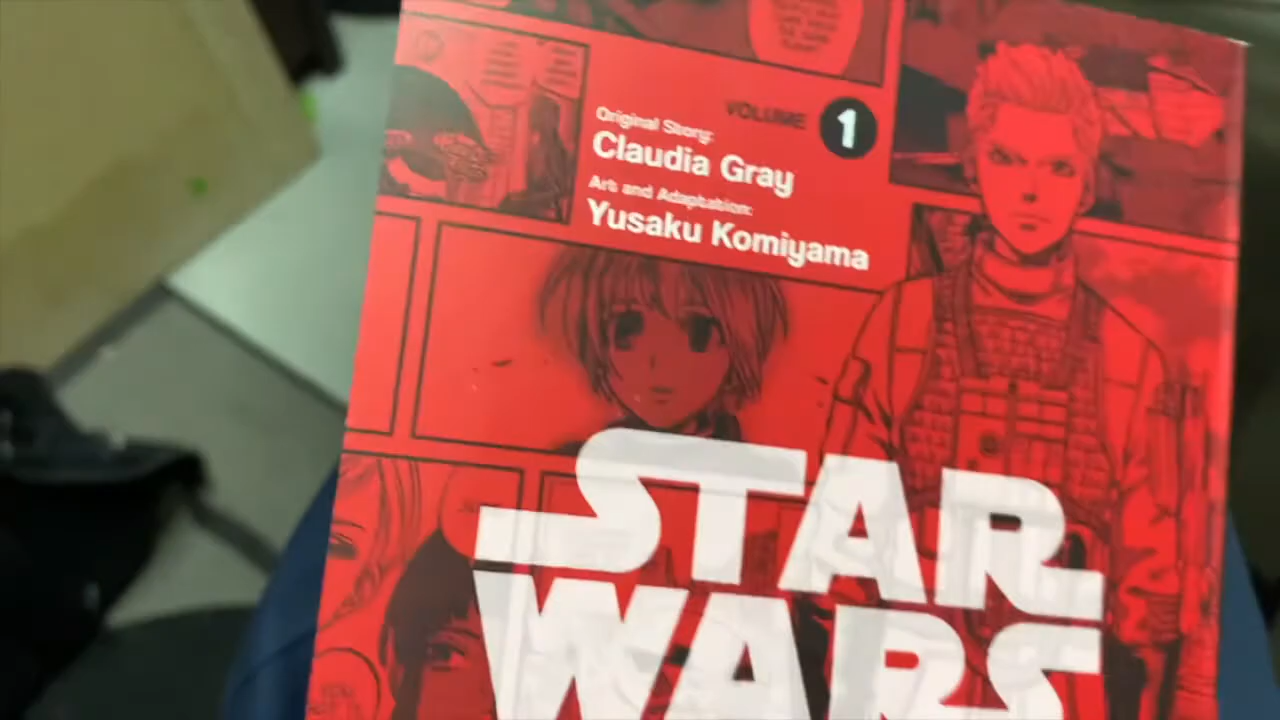 VOLUME 1
Original Story:
Claudia Gray
Art and Adaptation:
Yusaku Komiyama
STAR
WARS